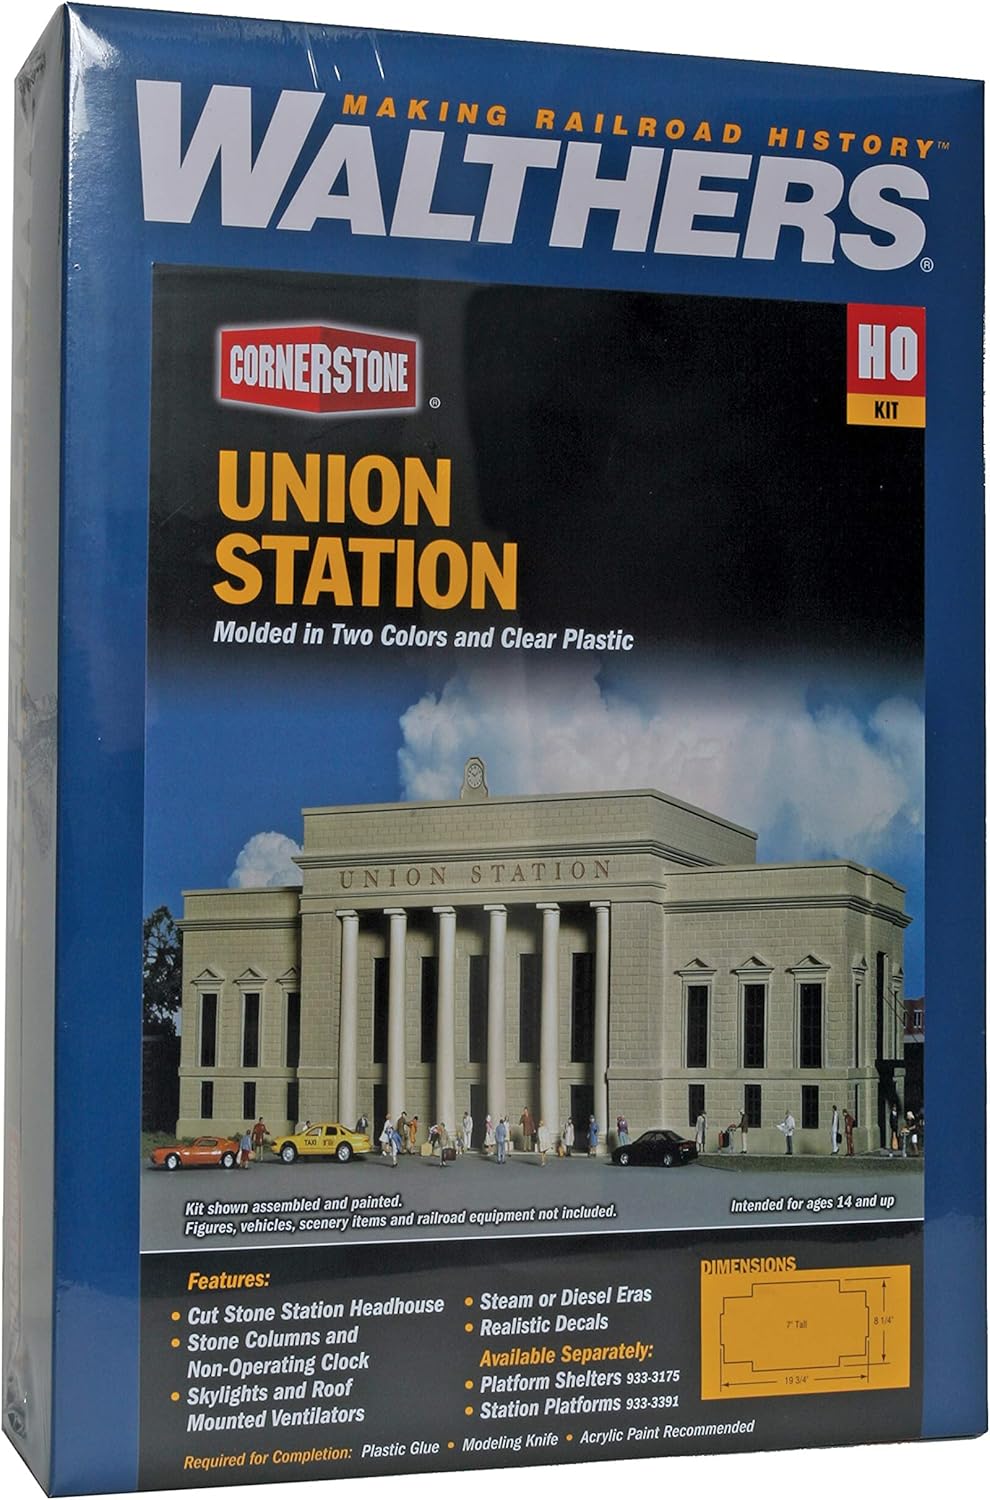 MAKING RAILROAD HISTORY™
WALTHERS®
CORNERSTONE®
HO
KIT
UNION
STATION
Molded in Two Colors and Clear Plastic
UNION STATION
TAXI
Kit shown assembled and painted.
Figures, vehicles, scenery items and railroad equipment not included.
Intended for ages 14 and up
Features:
• Cut Stone Station Headhouse
• Stone Columns and
Non-Operating Clock
• Skylights and Roof
Mounted Ventilators
• Steam or Diesel Eras
• Realistic Decals
Available Separately:
• Platform Shelters 933-3175
• Station Platforms 933-3391
DIMENSIONS
7" Tall
8 1/4"
19 3/4"
Required for Completion: Plastic Glue • Modeling Knife • Acrylic Paint Recommended